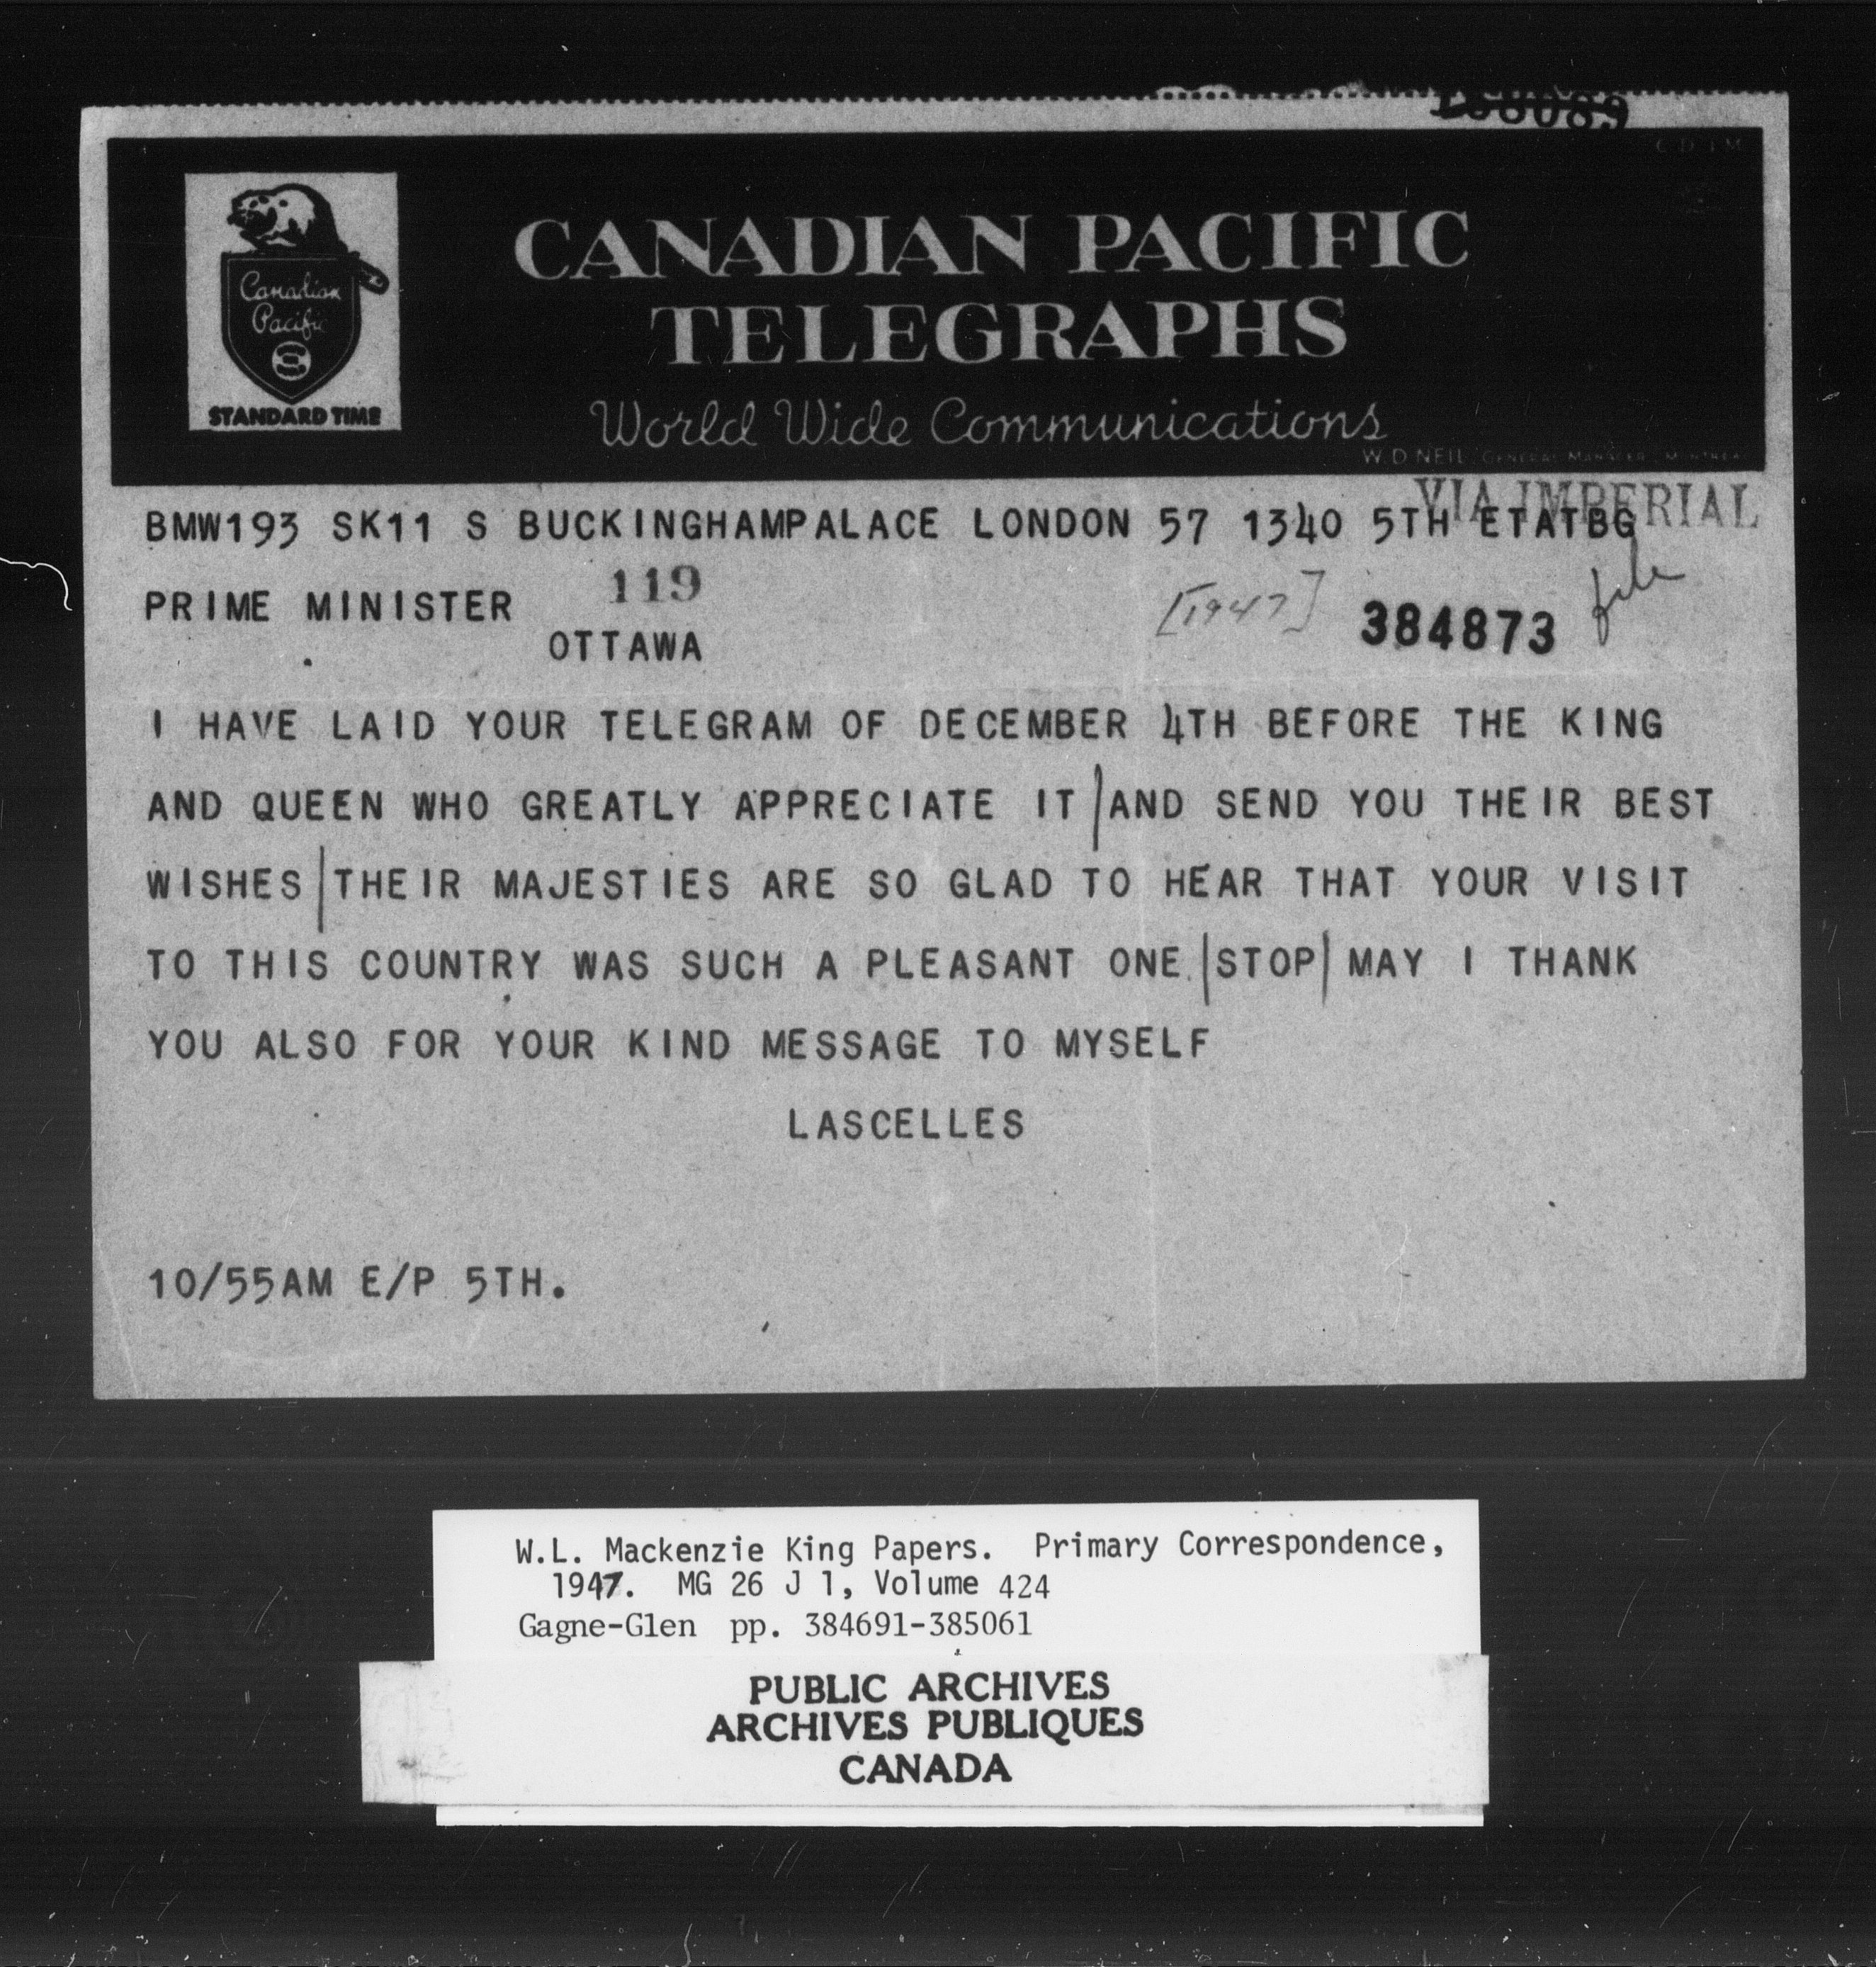 CANADIAN PACIFIC
TELEGRAPHS
World Wide Communications
Canadian
Pacific
STANDARD TIME
W. D. NEIL, GENERAL MANAGER, MONTREAL
VIA IMPERIAL
BMW193 SK11 S BUCKINGHAMPALACE LONDON 57 1340 5TH ETATBG
119
PRIME MINISTER
[1947] 384873 file
OTTAWA
I HAVE LAID YOUR TELEGRAM OF DECEMBER 4TH BEFORE THE KING
AND QUEEN WHO GREATLY APPRECIATE IT AND SEND YOU THEIR BEST
WISHES THEIR MAJESTIES ARE SO GLAD TO HEAR THAT YOUR VISIT
TO THIS COUNTRY WAS SUCH A PLEASANT ONE STOP MAY I THANK
YOU ALSO FOR YOUR KIND MESSAGE TO MYSELF
LASCELLES
10/55AM E/P 5TH.
W.L. Mackenzie King Papers. Primary Correspondence,
1947. MG 26 J 1, Volume 424
Gagne-Glen pp. 384691-385061
PUBLIC ARCHIVES
ARCHIVES PUBLIQUES
CANADA